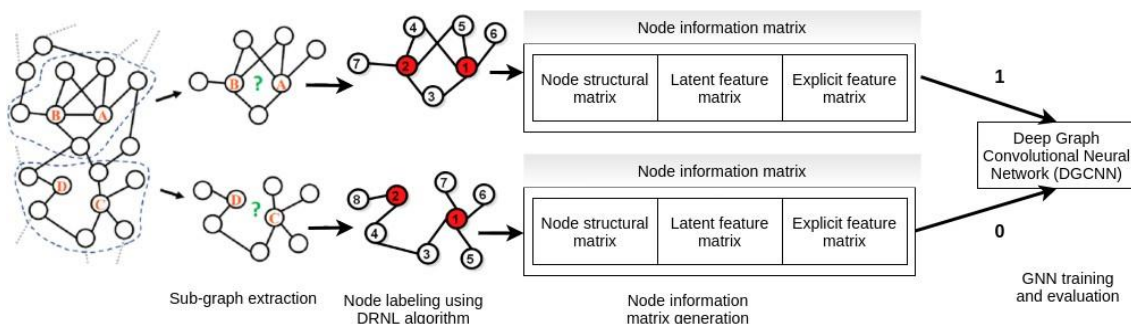 B
A
D
C
B
?
A
D
?
C
4
5
6
7
2
1
3
8
2
7
6
1
4
3
5
Node information matrix
Node structural
matrix
Latent feature
matrix
Explicit feature
matrix
Node information matrix
Node structural
matrix
Latent feature
matrix
Explicit feature
matrix
1
0
Deep Graph
Convolutional Neural
Network (DGCNN)
Sub-graph extraction
Node labeling using
DRNL algorithm
Node information
matrix generation
GNN training
and evaluation